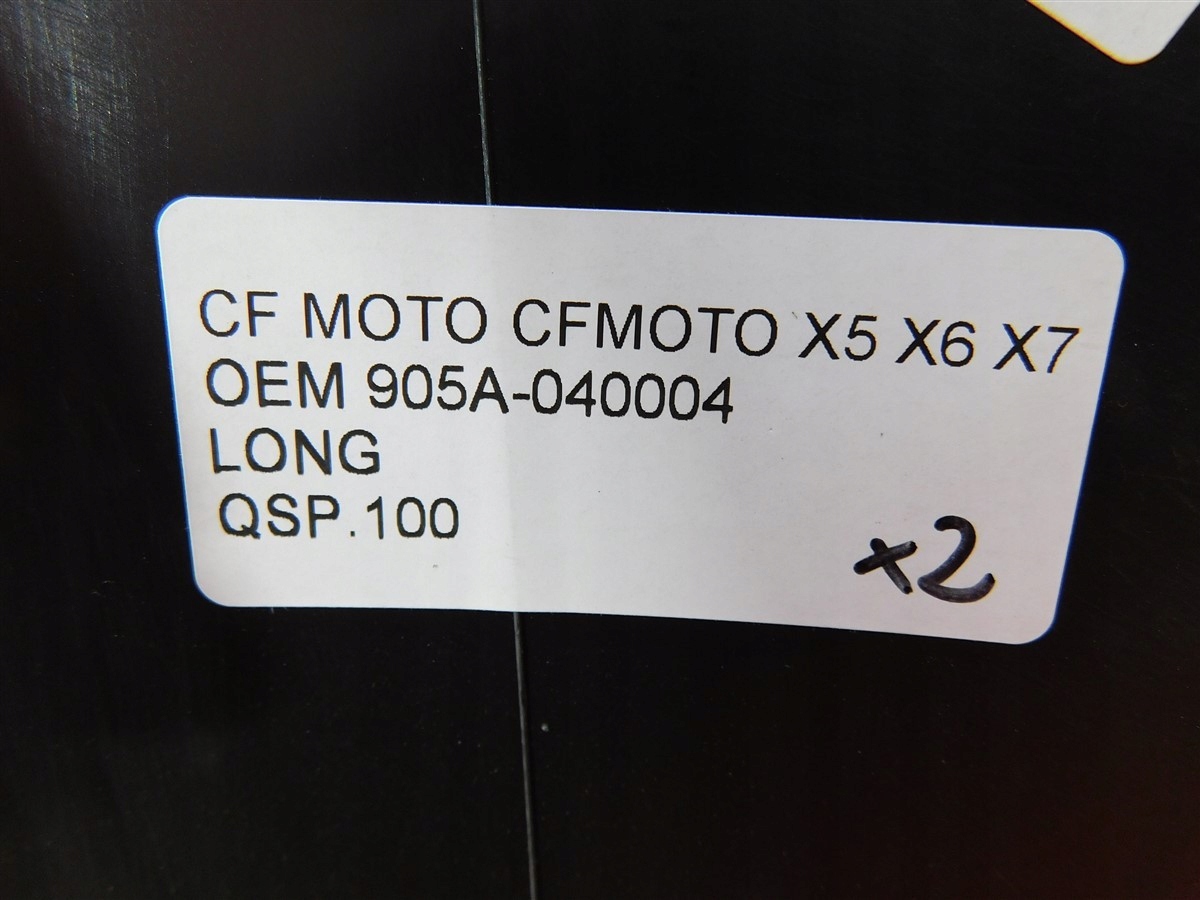 CF MOTO CFMOTO X5 X6 X7
OEM 905A-040004
LONG
QSP.100
x2